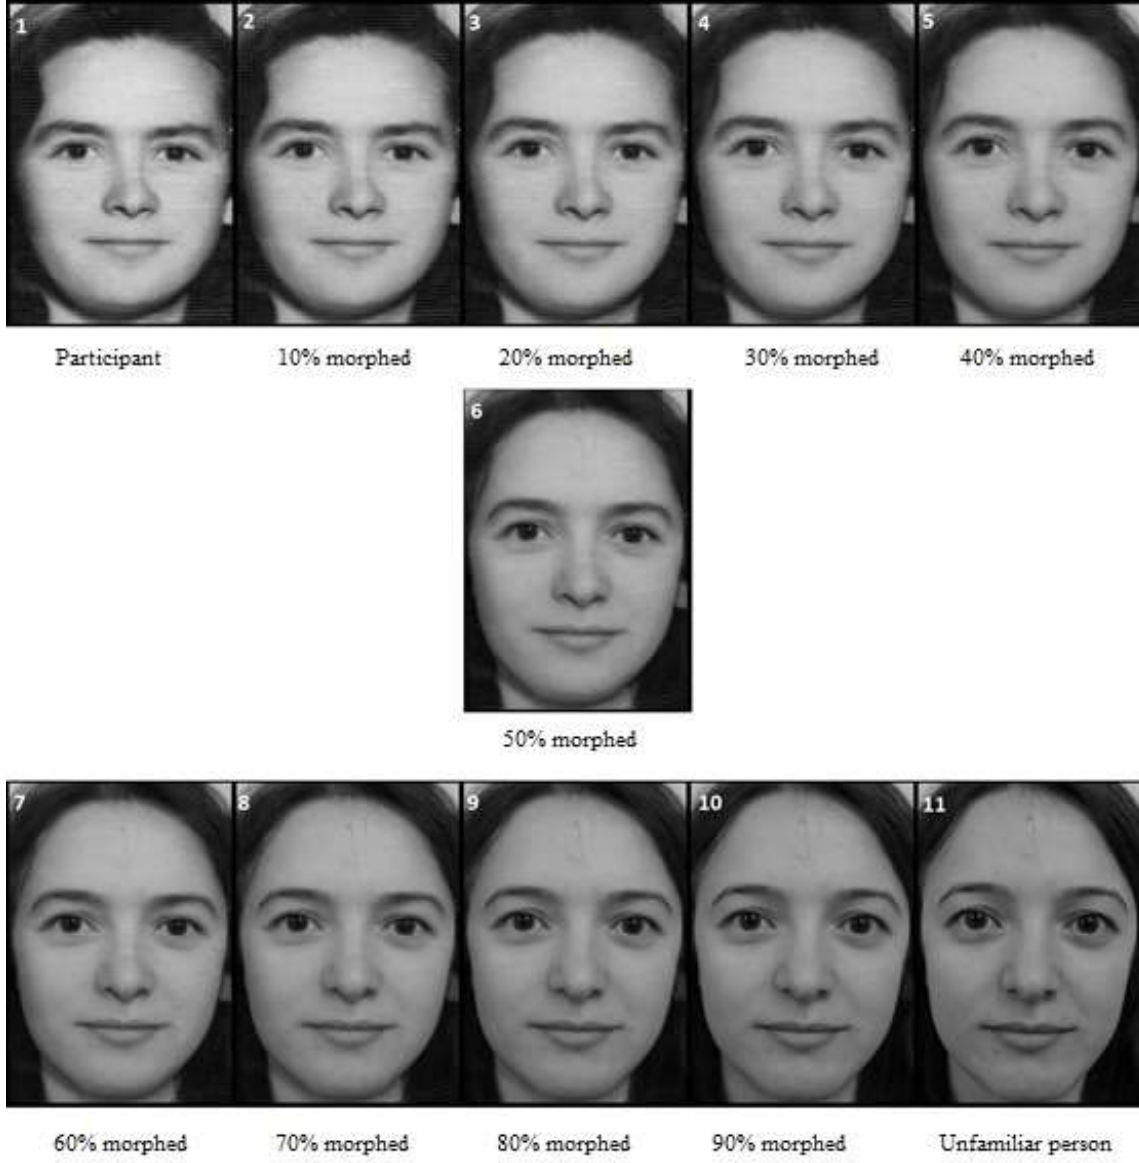 1 2 3 4 5
Participant 10% morphed 20% morphed 30% morphed 40% morphed
6
50% morphed
7 8 9 10 11
60% morphed 70% morphed 80% morphed 90% morphed Unfamiliar person